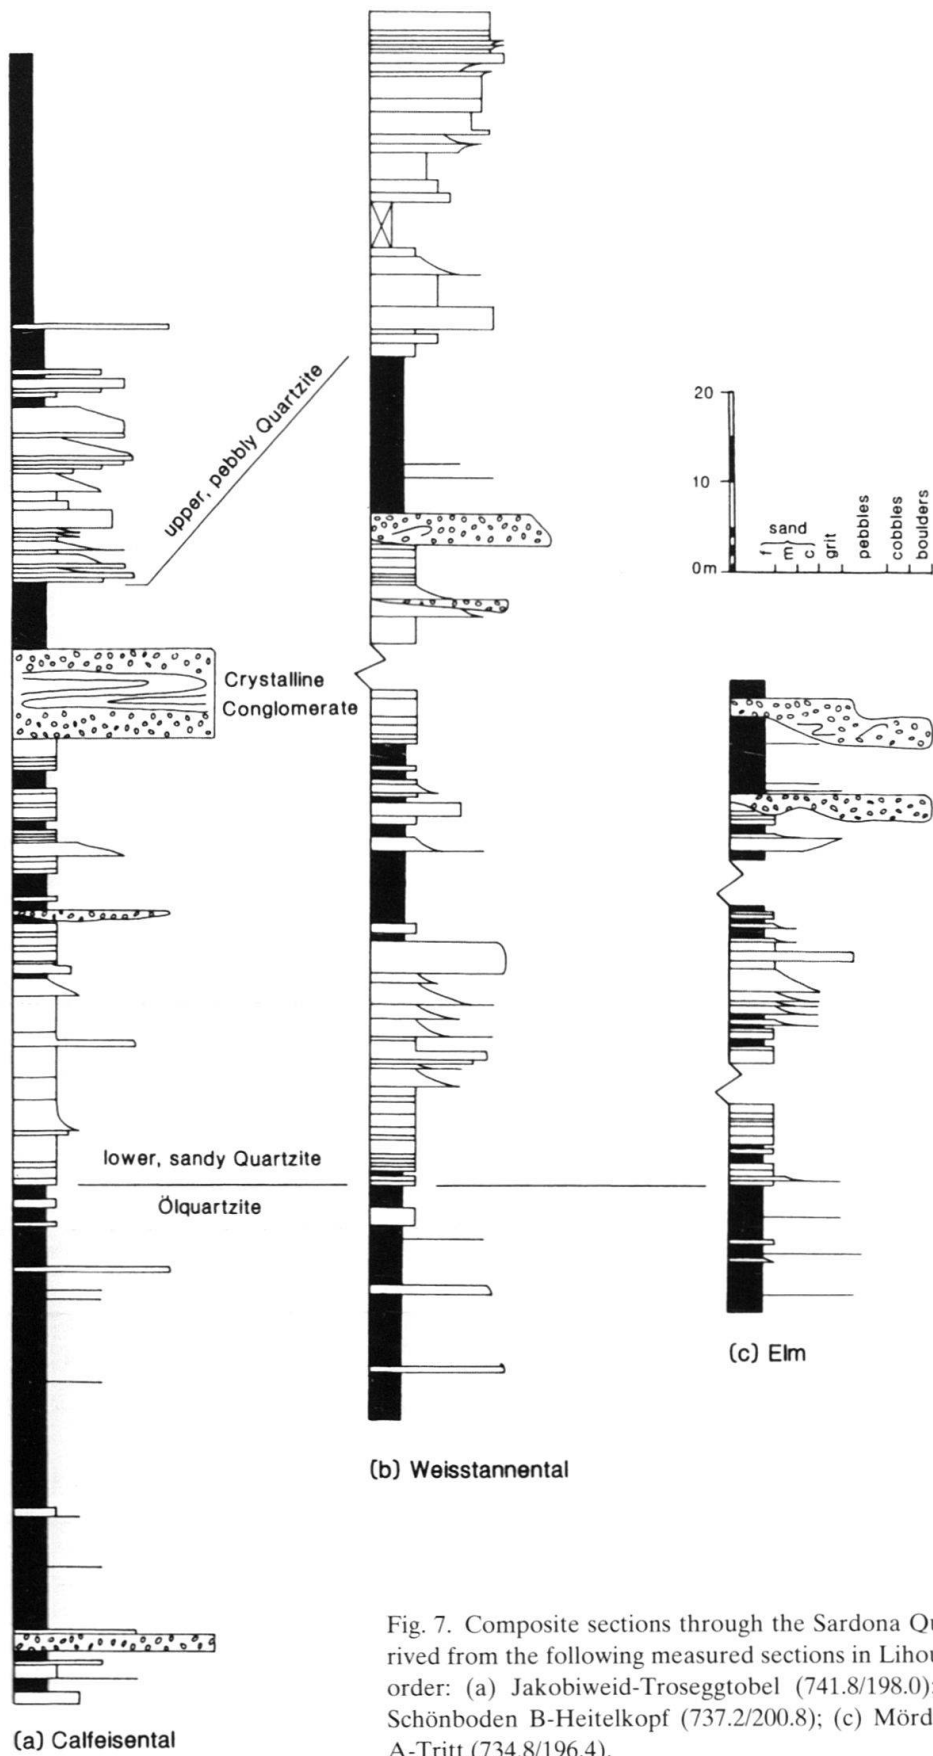 upper, pebbly Quartzite
Crystalline
Conglomerate
lower, sandy Quartzite
Ölquartzite
20
10
0m
sand
f
m
c
grit
pebbles
cobbles
boulders
(c) Elm
(b) Weisstannental
(a) Calfeisental
Fig. 7. Composite sections through the Sardona Qu
rived from the following measured sections in Lihou
order: (a) Jakobiweid-Troseggtobel (741.8/198.0):
Schönboden B-Heitelkopf (737.2/200.8); (c) Mörd
A-Tritt (734.8/196.4).